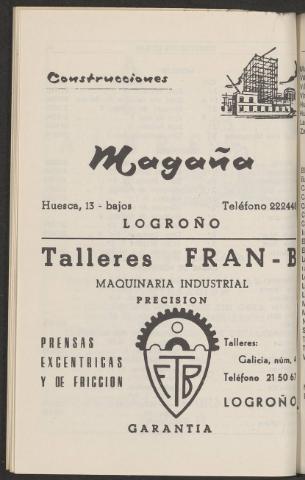 Construcciones
Magaña
Huesca, 13 - bajos Teléfono 22244
LOGROÑO
Talleres FRAN-B
MAQUINARIA INDUSTRIAL
PRECISION
PRENSAS
EXCENTRICAS
Y DE FRICCION
FTB
Talleres:
Galicia, núm.
Teléfono 21 50 6
LOGROÑO
GARANTIA